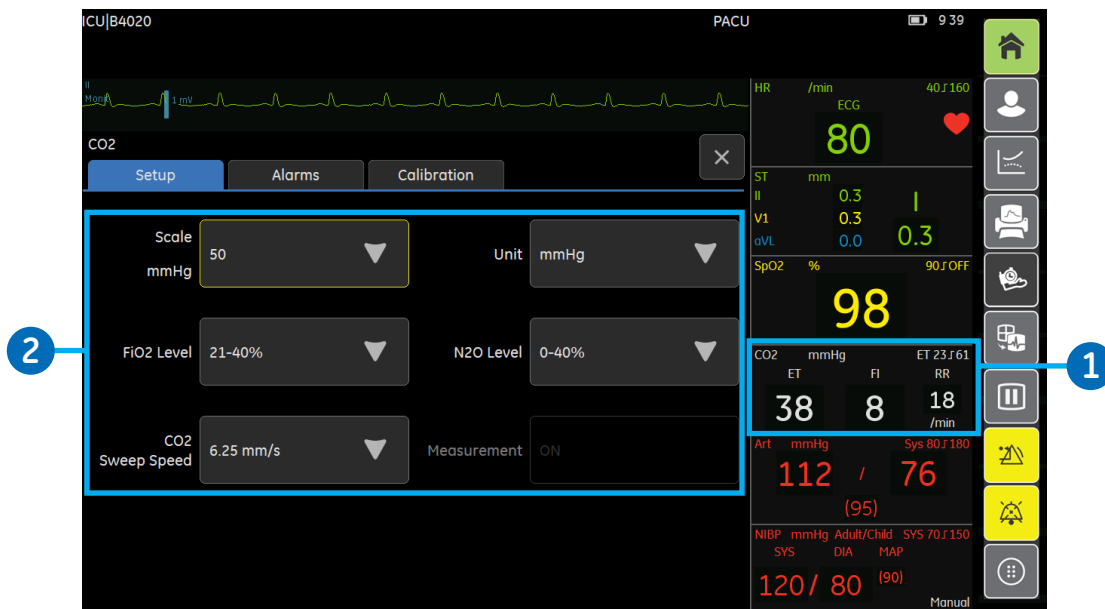 ICU|B4020 PACU 9 39
II
Moni 1 mV
HR /min 40 160
ECG
80
CO2
Setup Alarms Calibration
ST mm
II 0.3
V1 0.3
aVL 0.0 0.3
Scale
mmHg
50
Unit mmHg
SpO2 % 90 OFF
98
FiO2 Level 21-40%
N2O Level 0-40%
2
CO2 mmHg ET 23 61
ET FI RR
38 8 18
/min
1
CO2
Sweep Speed
6.25 mm/s
Measurement ON
Art mmHg Sys 80 180
112 / 76
(95)
NIBP mmHg Adult/Child SYS 70 150
SYS DIA MAP
120 / 80 (90)
Manual